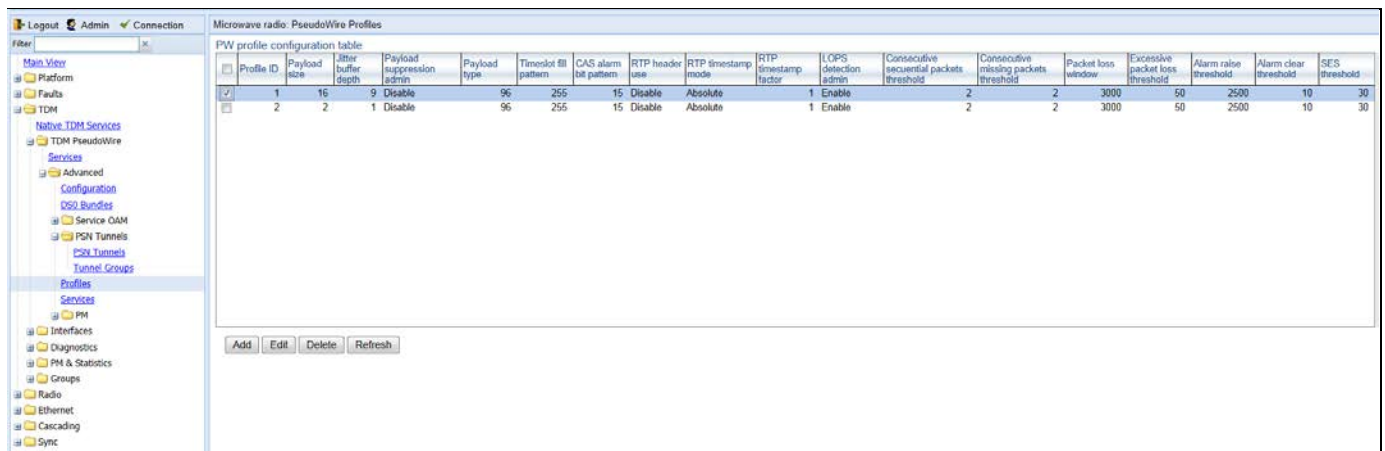 Logout Admin Connection
Microwave radio: PseudoWire Profiles
Filter
Main View
Platform
Faults
TDM
Native TDM Services
TDM PseudoWire
Services
Advanced
Configuration
DS0 Bundles
Service OAM
PSN Tunnels
PSN Tunnels
Tunnel Groups
Profiles
Services
PM
Interfaces
Diagnostics
PM & Statistics
Groups
Radio
Ethernet
Cascading
Sync
PW profile configuration table
Profile ID Payload size Jitter buffer depth Payload suppression admin Payload type Timeslot fill pattern CAS alarm bit pattern RTP header use RTP timestamp mode RTP timestamp factor LOPS detection admin Consecutive secuential packets threshold Consecutive missing packets threshold Packet loss window Excessive packet loss threshold Alarm raise threshold Alarm clear threshold SES threshold
1 16 9 Disable 96 255 15 Disable Absolute 1 Enable 2 2 3000 50 2500 10 30
2 2 1 Disable 96 255 15 Disable Absolute 1 Enable 2 2 3000 50 2500 10 30
Add Edit Delete Refresh